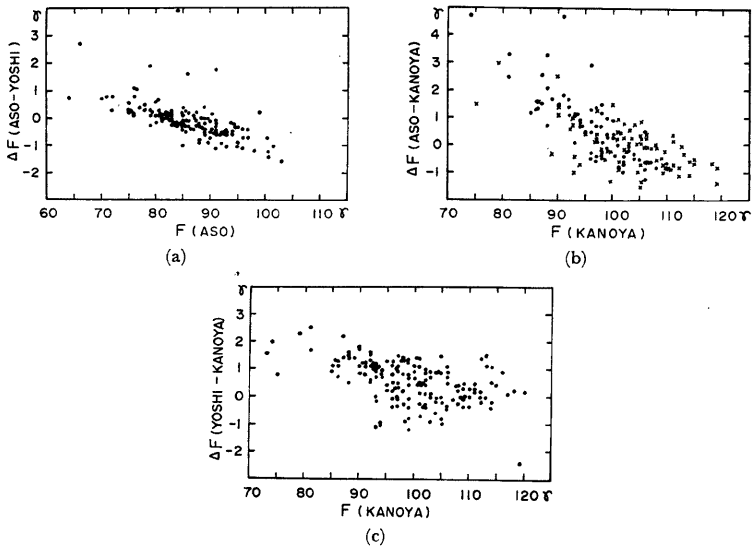 γ
3
2
1
0
-1
-2
ΔF (ASO-YOSHI)
60 70 80 90 100 110 γ
F (ASO)
(a)
γ
4
3
2
1
0
-1
ΔF (ASO-KANOYA)
70 80 90 100 110 120 γ
F (KANOYA)
(b)
γ
3
2
1
0
-1
-2
ΔF (YOSHI-KANOYA)
70 80 90 100 110 120 γ
F (KANOYA)
(c)